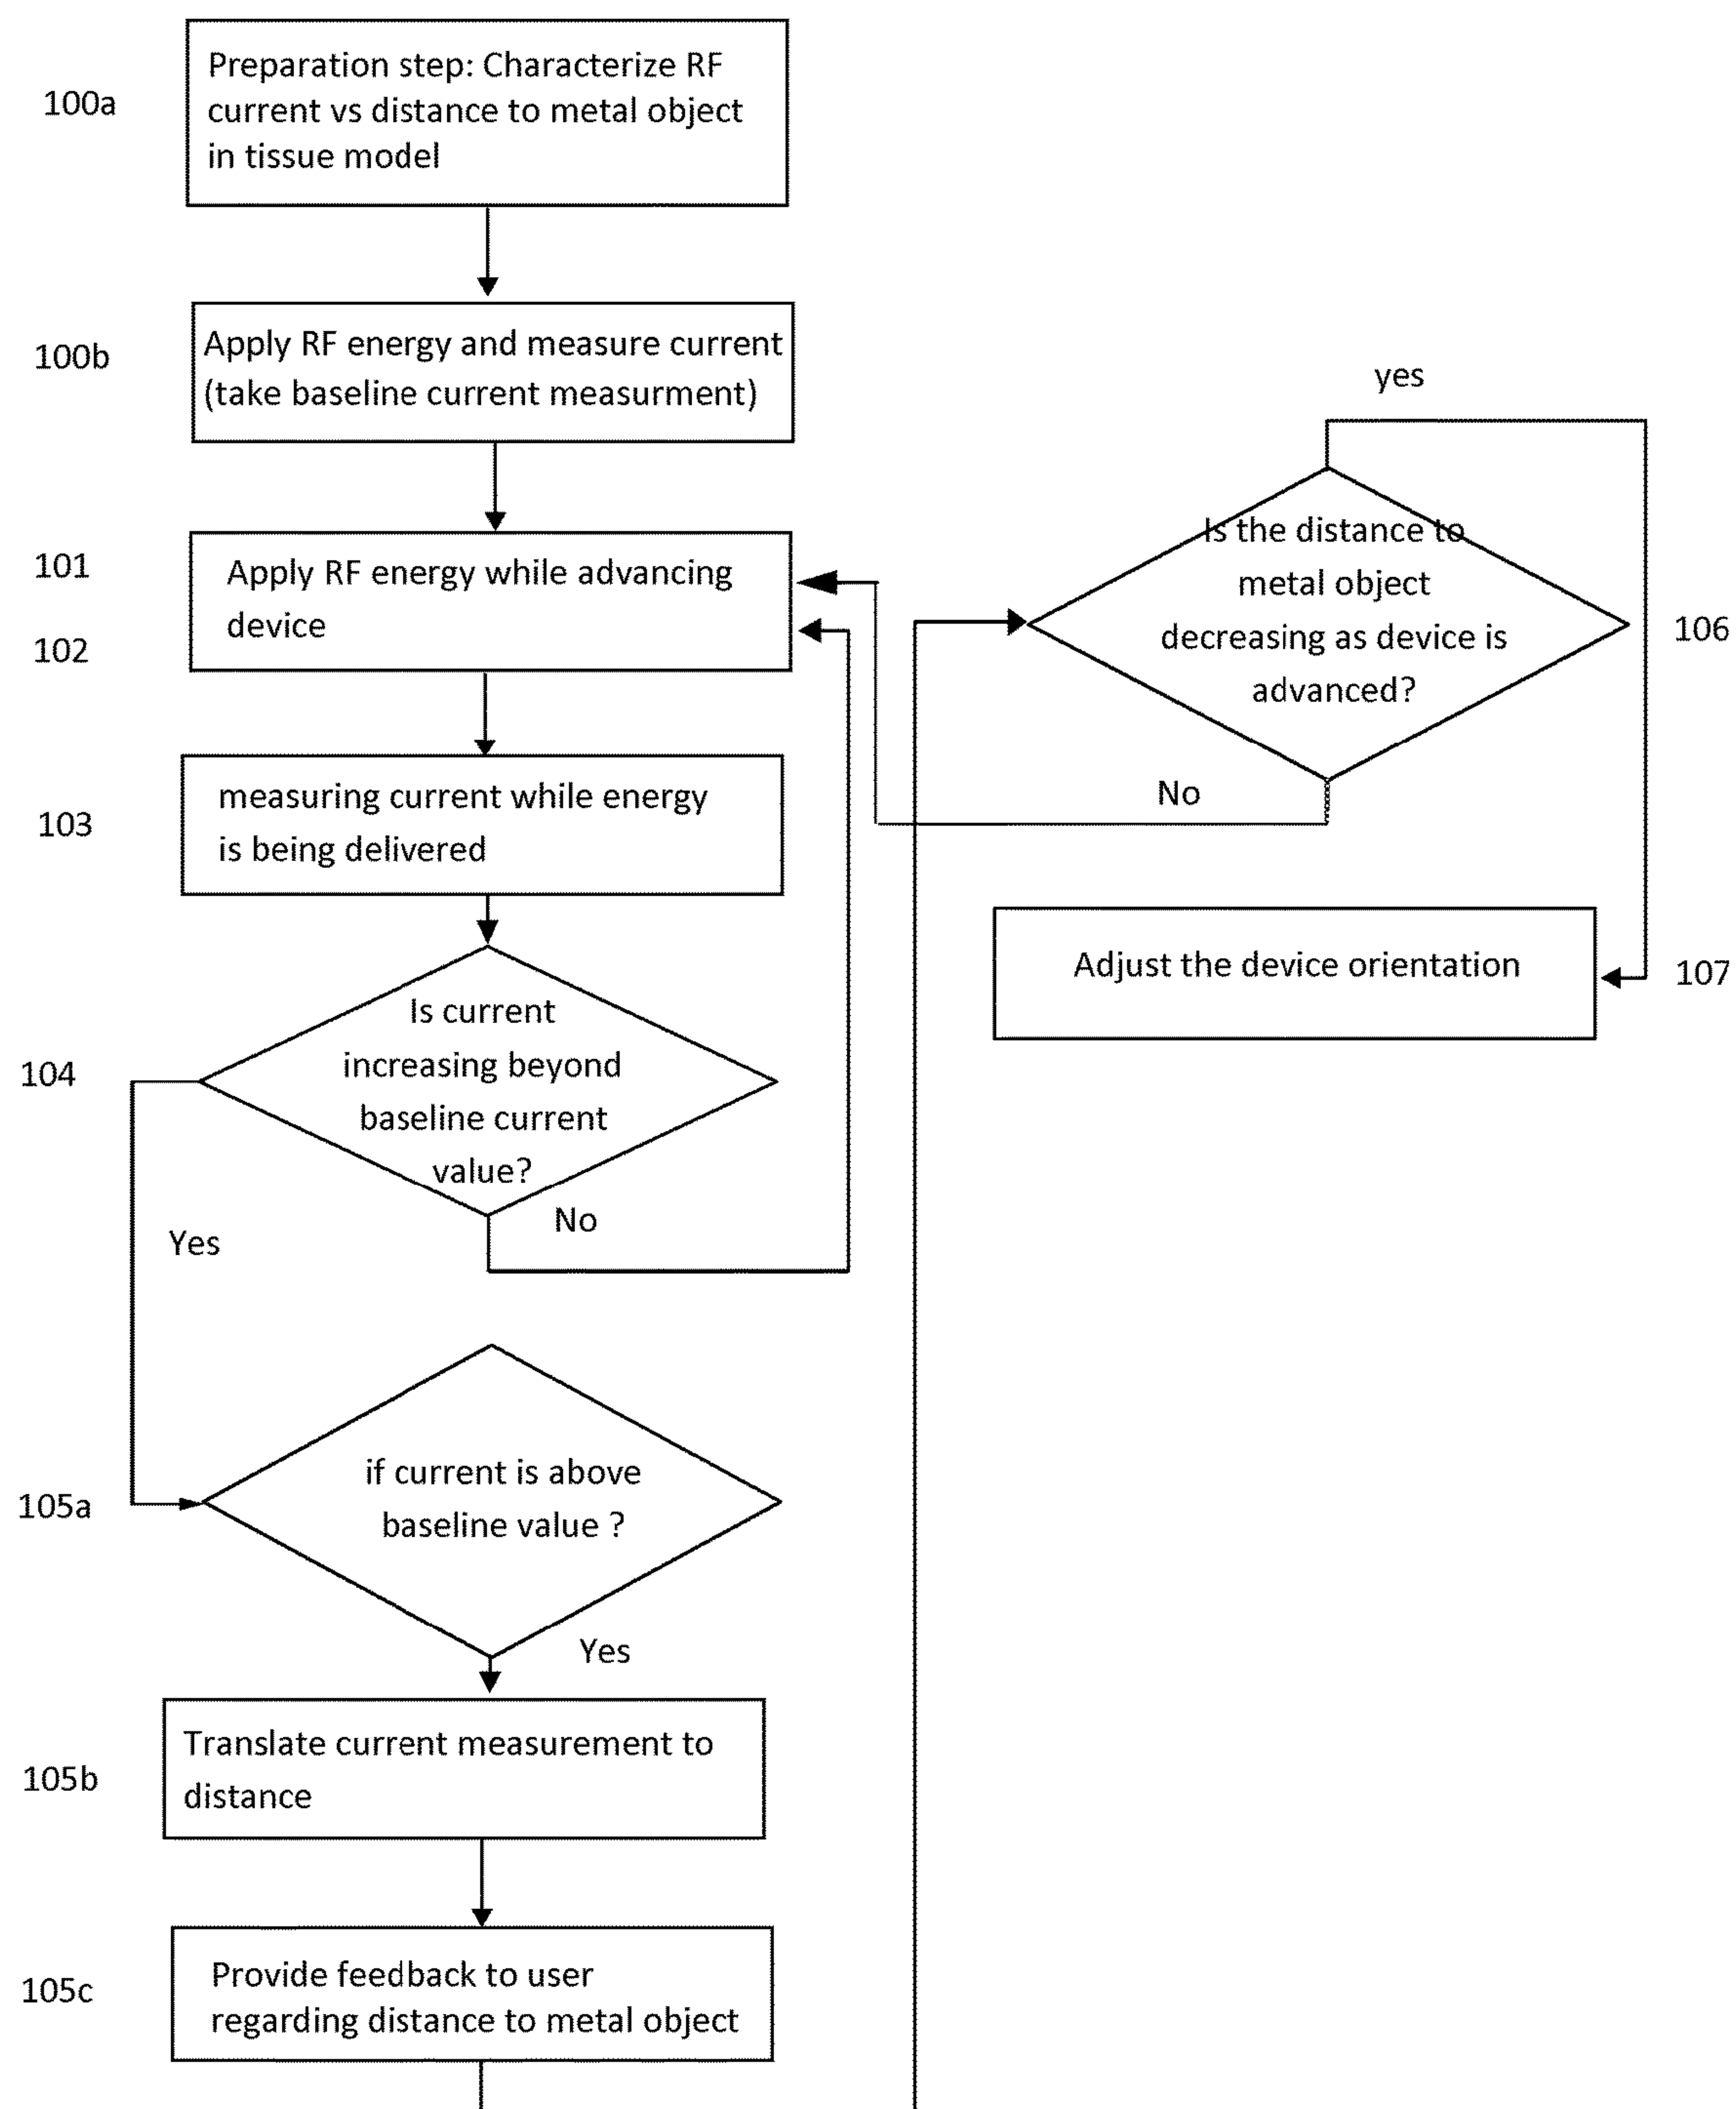 100a
Preparation step: Characterize RF
current vs distance to metal object
in tissue model
100b
Apply RF energy and measure current
(take baseline current measurment)
101
102
Apply RF energy while advancing
device
103
measuring current while energy
is being delivered
104
Is current
increasing beyond
baseline current
value?
No
Yes
105a
if current is above
baseline value ?
Yes
105b
Translate current measurement to
distance
105c
Provide feedback to user
regarding distance to metal object
yes
Is the distance to
metal object
decreasing as device is
advanced?
106
No
Adjust the device orientation
107